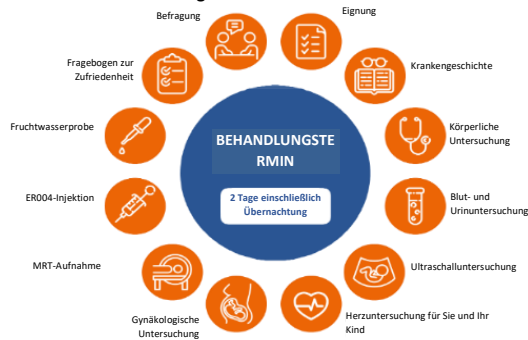 Befragung
Eignung
Fragebogen zur
Zufriedenheit
Krankengeschichte
Fruchtwasserprobe
Körperliche
Untersuchung
BEHANDLUNGSTE
RMIN
2 Tage einschließlich
Übernachtung
ER004-Injektion
Blut- und
Urinuntersuchung
MRT-Aufnahme
Ultraschalluntersuchung
Gynäkologische
Untersuchung
Herzuntersuchung für Sie und Ihr
Kind